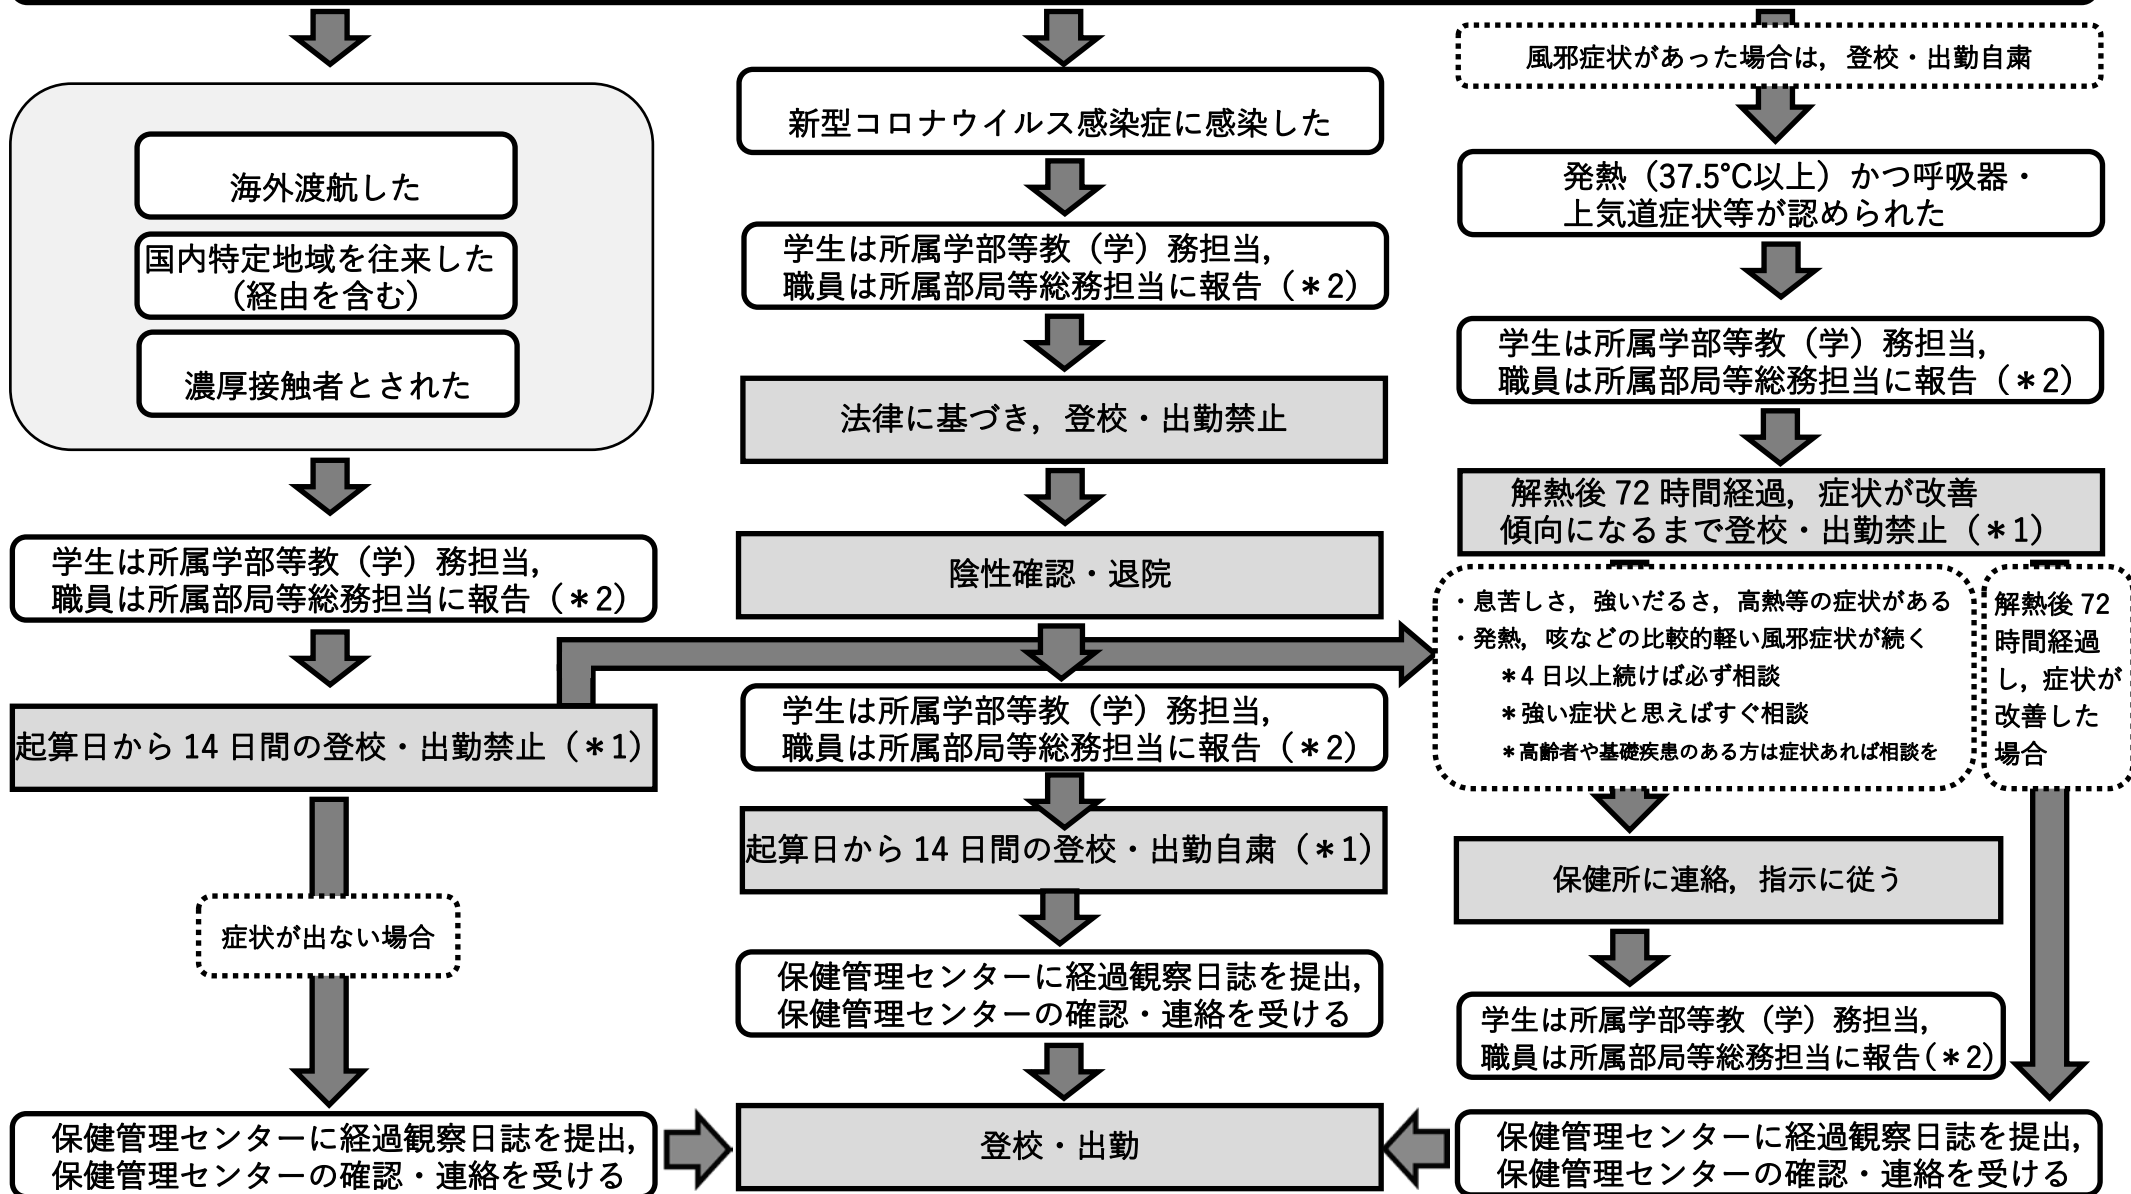 海外渡航した
国内特定地域を往来した
（経由を含む）
濃厚接触者とされた
学生は所属学部等教（学）務担当，
職員は所属部局等総務担当に報告（＊2）
起算日から 14 日間の登校・出勤禁止（＊1）
症状が出ない場合
保健管理センターに経過観察日誌を提出，
保健管理センターの確認・連絡を受ける
新型コロナウイルス感染症に感染した
学生は所属学部等教（学）務担当，
職員は所属部局等総務担当に報告（＊2）
法律に基づき，登校・出勤禁止
陰性確認・退院
学生は所属学部等教（学）務担当，
職員は所属部局等総務担当に報告（＊2）
起算日から 14 日間の登校・出勤自粛（＊1）
保健管理センターに経過観察日誌を提出，
保健管理センターの確認・連絡を受ける
登校・出勤
風邪症状があった場合は，登校・出勤自粛
発熱（37.5℃以上）かつ呼吸器・
上気道症状等が認められた
学生は所属学部等教（学）務担当，
職員は所属部局等総務担当に報告（＊2）
解熱後 72 時間経過，症状が改善
傾向になるまで登校・出勤禁止（＊1）
・息苦しさ，強いだるさ，高熱等の症状がある
・発熱，咳などの比較的軽い風邪症状が続く
＊4 日以上続けば必ず相談
＊強い症状と思えばすぐ相談
＊高齢者や基礎疾患のある方は症状あれば相談を
保健所に連絡，指示に従う
学生は所属学部等教（学）務担当，
職員は所属部局等総務担当に報告（＊2）
解熱後 72
時間経過
し，症状が
改善した
場合
保健管理センターに経過観察日誌を提出，
保健管理センターの確認・連絡を受ける